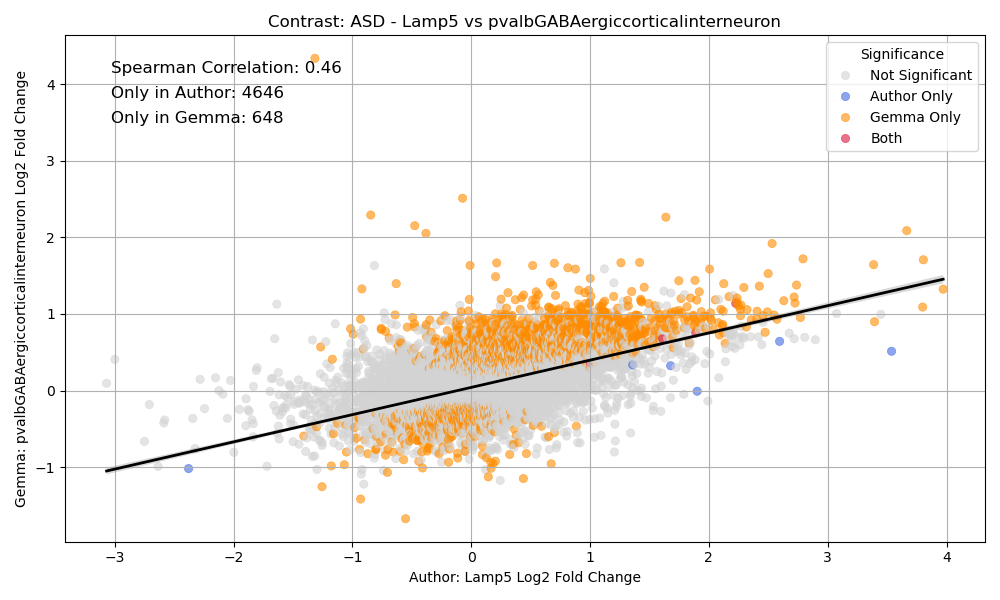 Contrast: ASD - Lamp5 vs pvalbGABAergiccorticalinterneuron
Spearman Correlation: 0.46
Only in Author: 4646
Only in Gemma: 648
Significance
Not Significant
Author Only
Gemma Only
Both
Gemma: pvalbGABAergiccorticalinterneuron Log2 Fold Change
4
3
2
1
0
−1
−3
−2
−1
0
1
2
3
4
Author: Lamp5 Log2 Fold Change